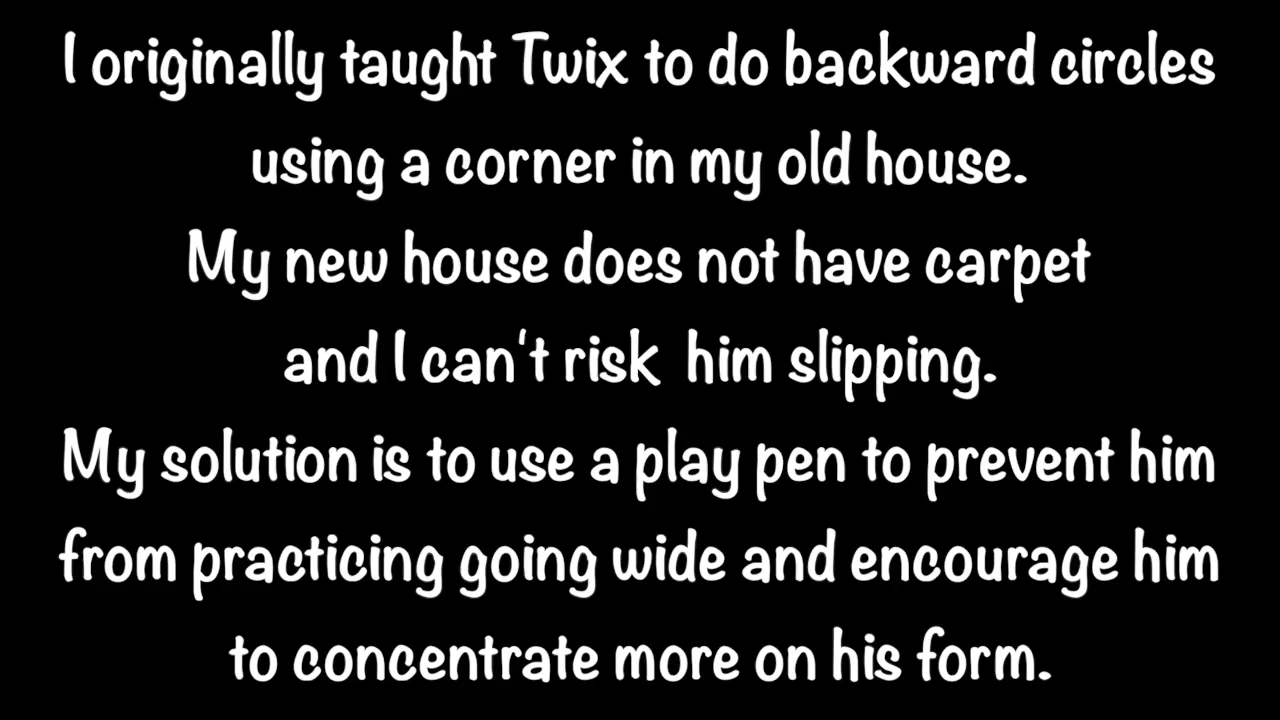 I originally taught Twix to do backward circles
using a corner in my old house.
My new house does not have carpet
and I can't risk  him slipping.
My solution is to use a play pen to prevent him
from practicing going wide and encourage him
to concentrate more on his form.